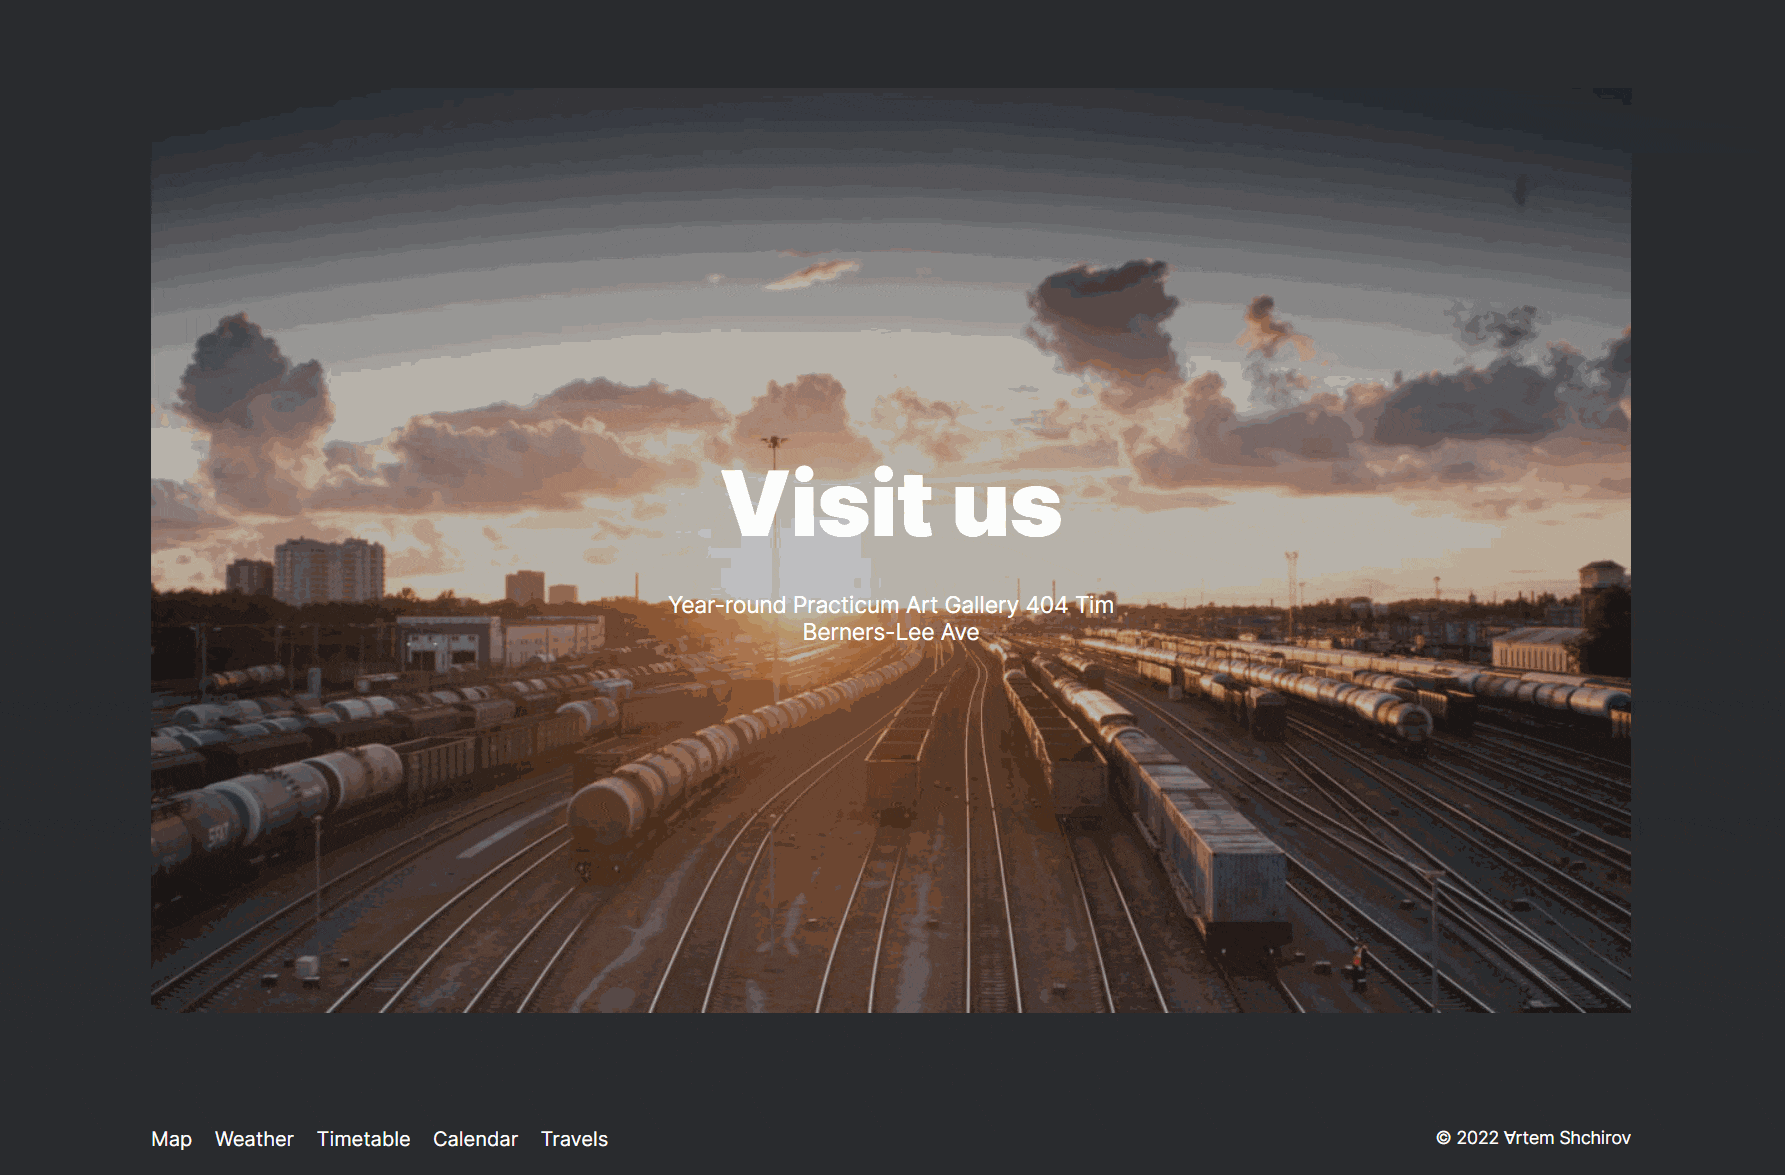 Visit us
Year-round Practicum Art Gallery 404 Tim
Berners-Lee Ave
Map Weather Timetable Calendar Travels
© 2022 Ɐrtem Shchirov